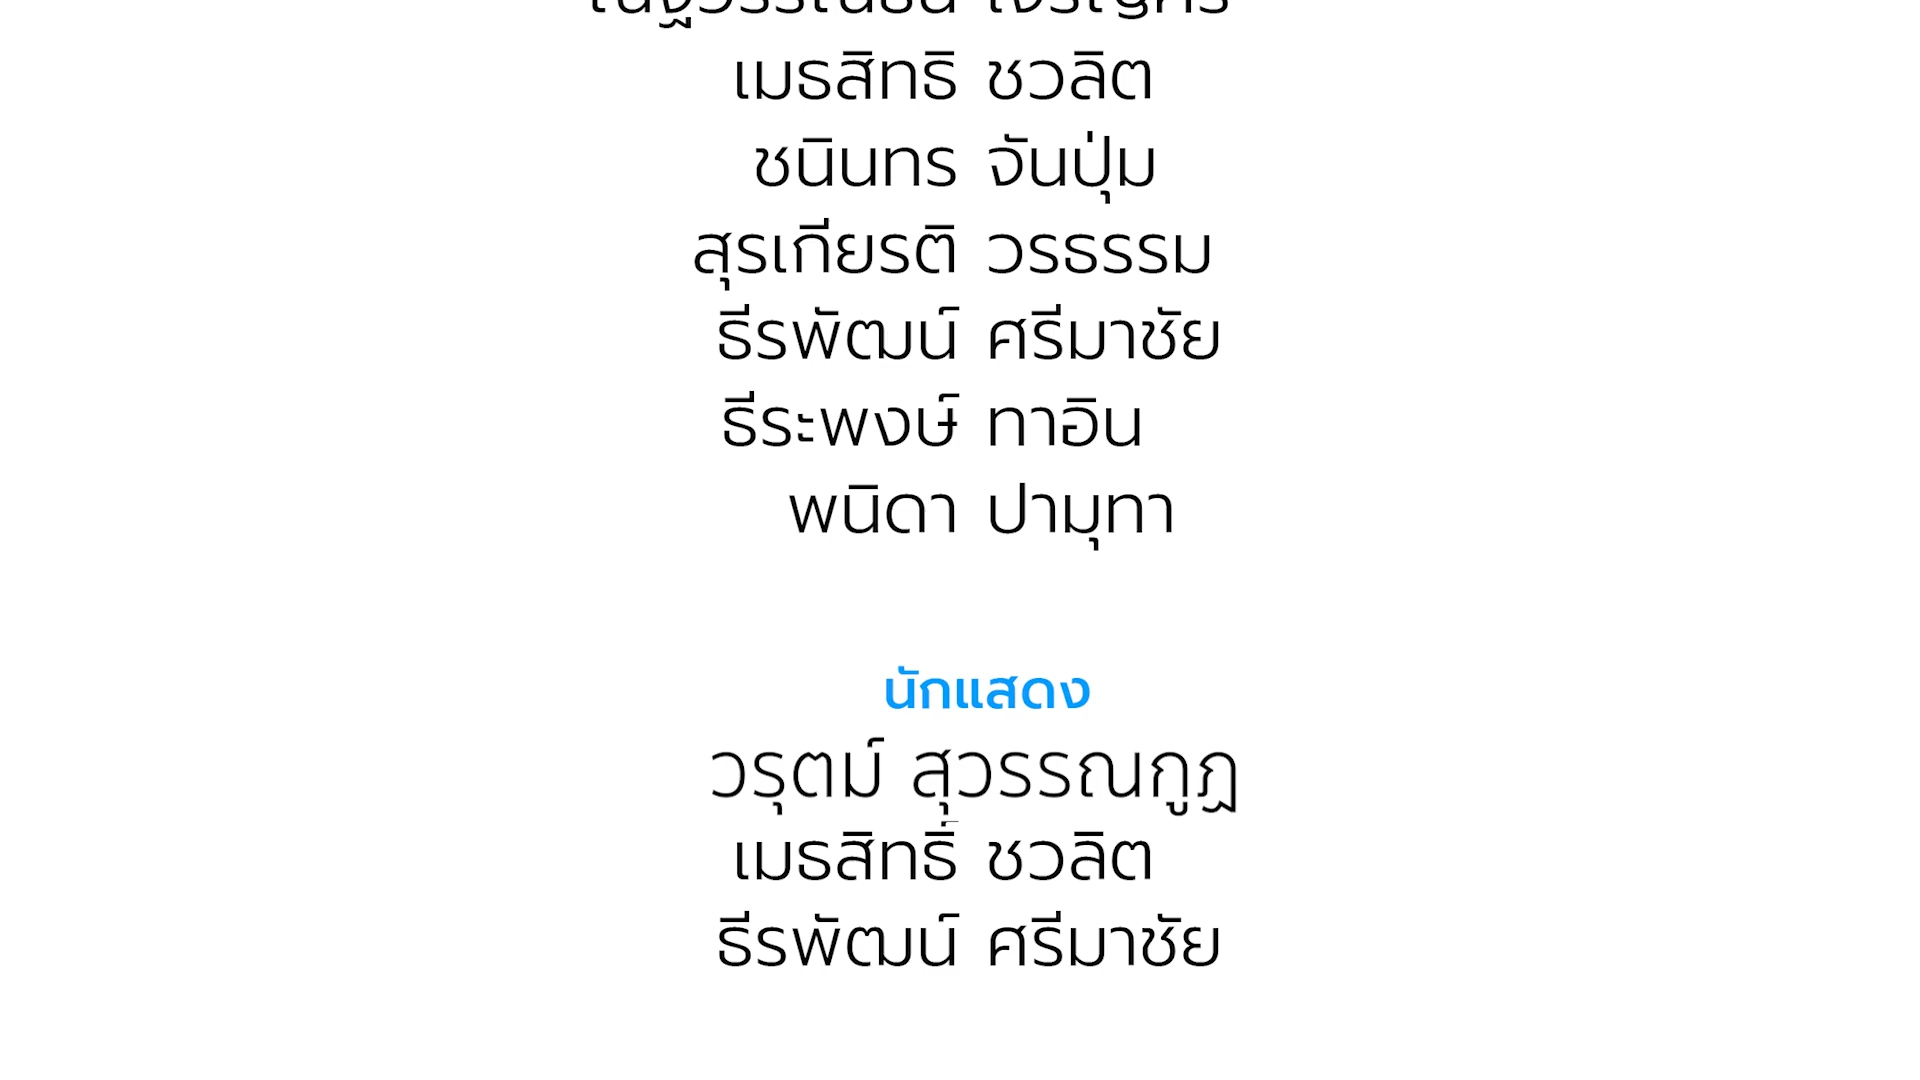 เมธสิทธิ ชวลิต
ชนินทร จันปุ่ม
สุรเกียรติ วรธรรม
ธีรพัฒน์ ศรีมาชัย
ธีระพงษ์ ทาอิน
พนิดา ปามุทา
นักแสดง
วรุตม์ สุวรรณกูฏ
เมธสิทธิ์ ชวลิต
ธีรพัฒน์ ศรีมาชัย